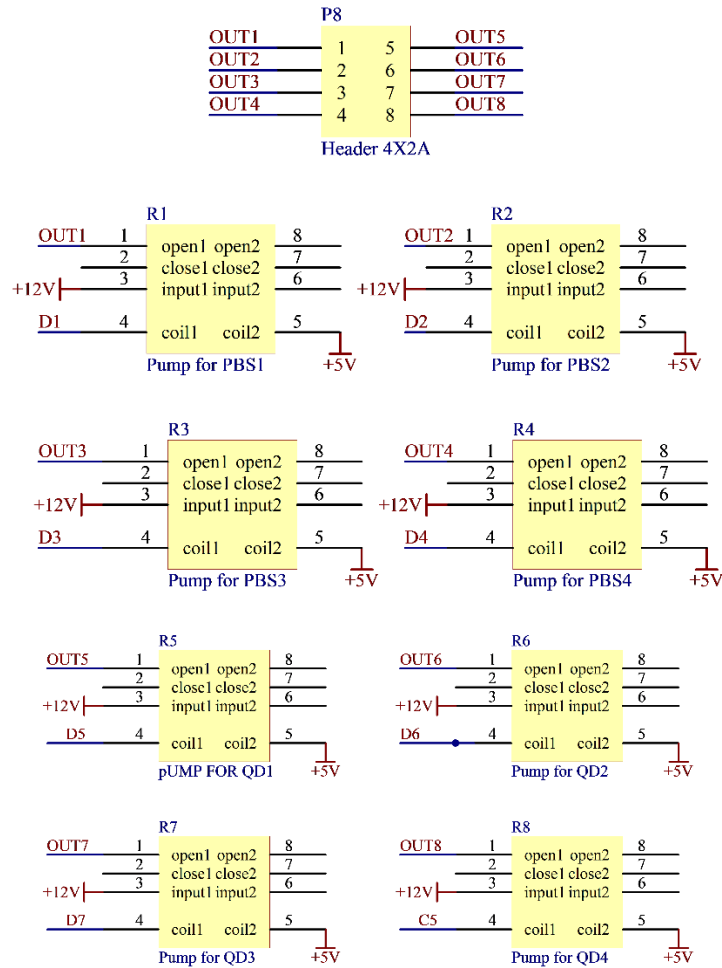 P8
OUT1 1 5 OUT5
OUT2 2 6 OUT6
OUT3 3 7 OUT7
OUT4 4 8 OUT8
Header 4X2A
R1
OUT1 1 open1 open2 8
2 close1 close2 7
+12V 3 input1 input2 6
D1 4 coil1 coil2 5
Pump for PBS1
+5V
R2
OUT2 1 open1 open2 8
2 close1 close2 7
+12V 3 input1 input2 6
D2 4 coil1 coil2 5
Pump for PBS2
+5V
R3
OUT3 1 open1 open2 8
2 close1 close2 7
+12V 3 input1 input2 6
D3 4 coil1 coil2 5
Pump for PBS3
+5V
R4
OUT4 1 open1 open2 8
2 close1 close2 7
+12V 3 input1 input2 6
D4 4 coil1 coil2 5
Pump for PBS4
+5V
R5
OUT5 1 open1 open2 8
2 close1 close2 7
+12V 3 input1 input2 6
D5 4 coil1 coil2 5
pUMP FOR QD1
+5V
R6
OUT6 1 open1 open2 8
2 close1 close2 7
+12V 3 input1 input2 6
D6 4 coil1 coil2 5
Pump for QD2
+5V
R7
OUT7 1 open1 open2 8
2 close1 close2 7
+12V 3 input1 input2 6
D7 4 coil1 coil2 5
Pump for QD3
+5V
R8
OUT8 1 open1 open2 8
2 close1 close2 7
+12V 3 input1 input2 6
C5 4 coil1 coil2 5
Pump for QD4
+5V